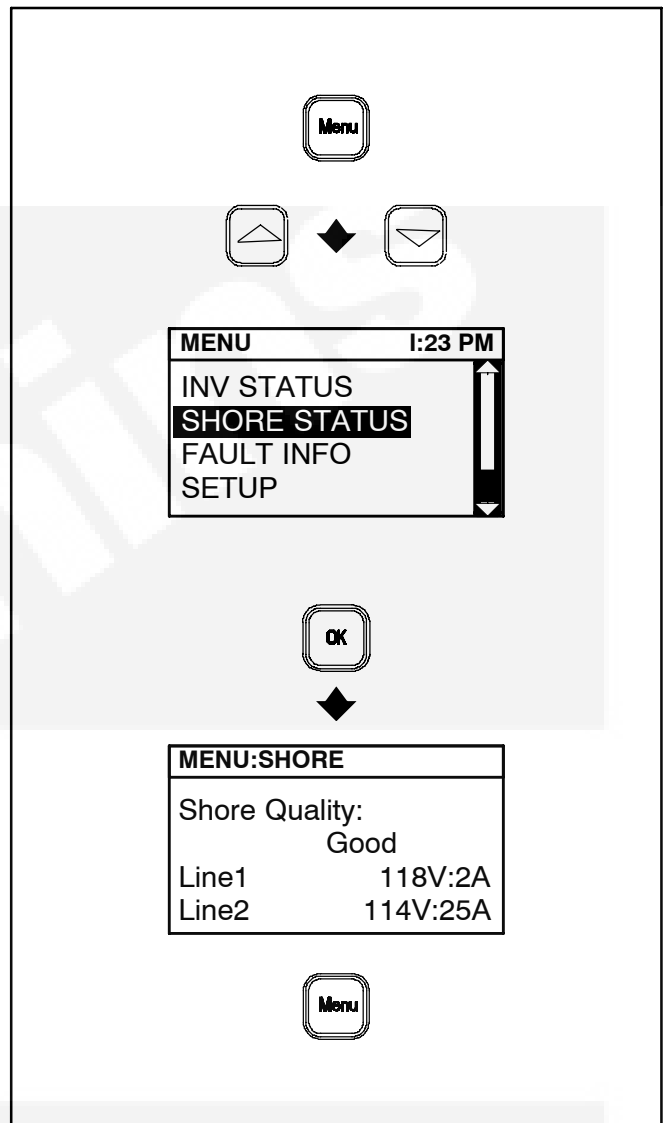 Menu
MENU I:23 PM
INV STATUS
SHORE STATUS
FAULT INFO
SETUP
OK
MENU:SHORE
Shore Quality:
Good
Line1 118V:2A
Line2 114V:25A
Menu